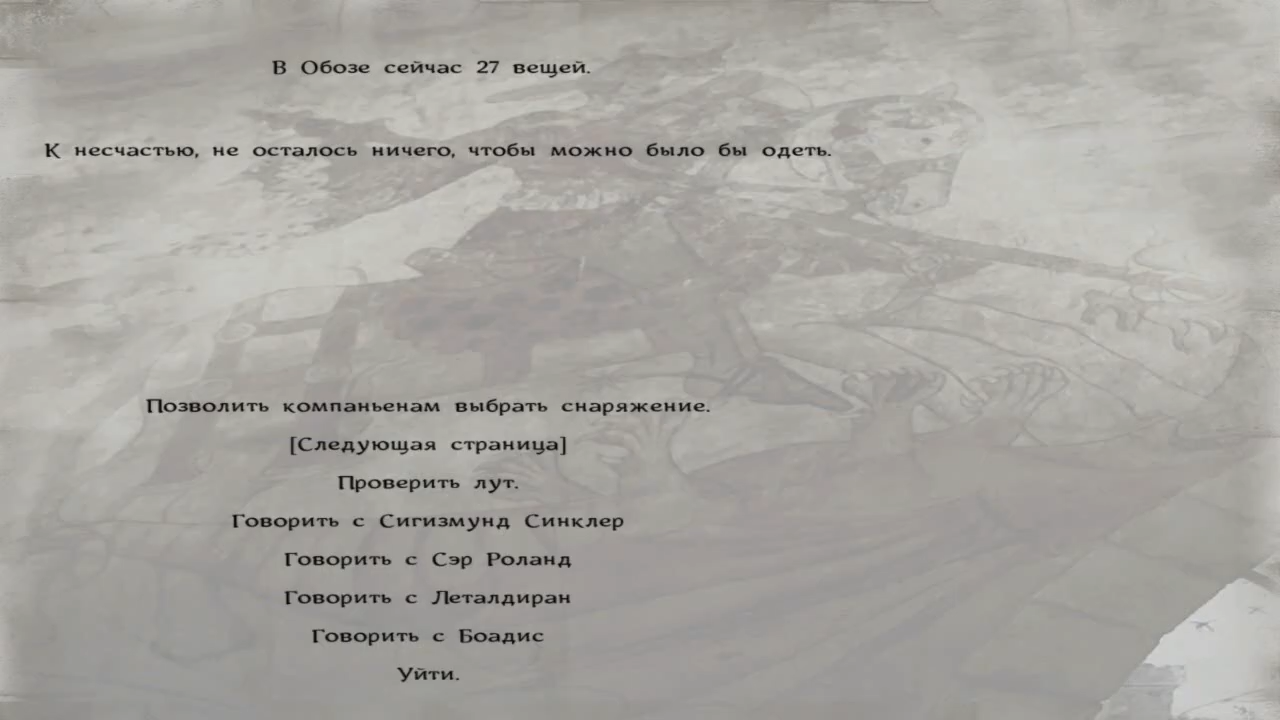 В Обозе сейчас 27 вещей.
К несчастью, не осталось ничего, чтобы можно было бы одеть.
Позволить компаньенам выбрать снаряжение.
[Следующая страница]
Проверить лут.
Говорить с Сигизмунд Синклер
Говорить с Сэр Роланд
Говорить с Леталдиран
Говорить с Боадис
Уйти.